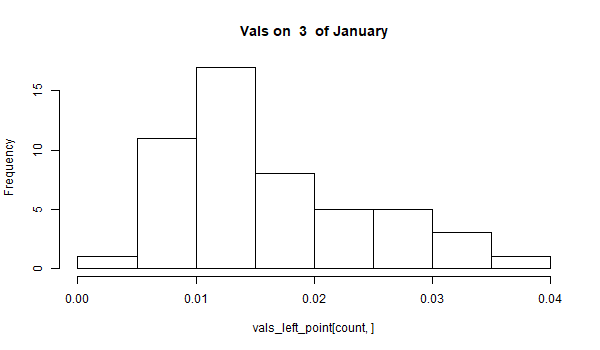 Vals on  3  of January
Frequency
15
10
5
0
0.00 0.01 0.02 0.03 0.04
vals_left_point[count, ]